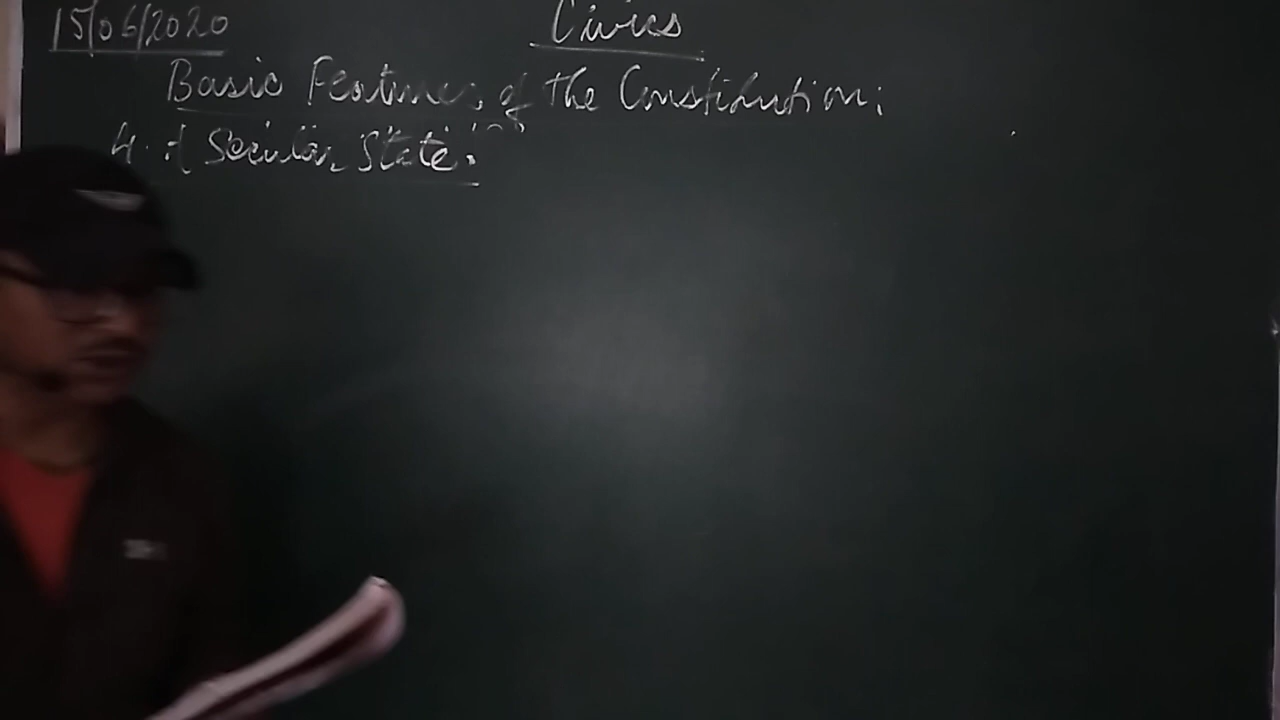 15/06/2020
Civics
Basic Features of the Constitution:
4. A Secular State: